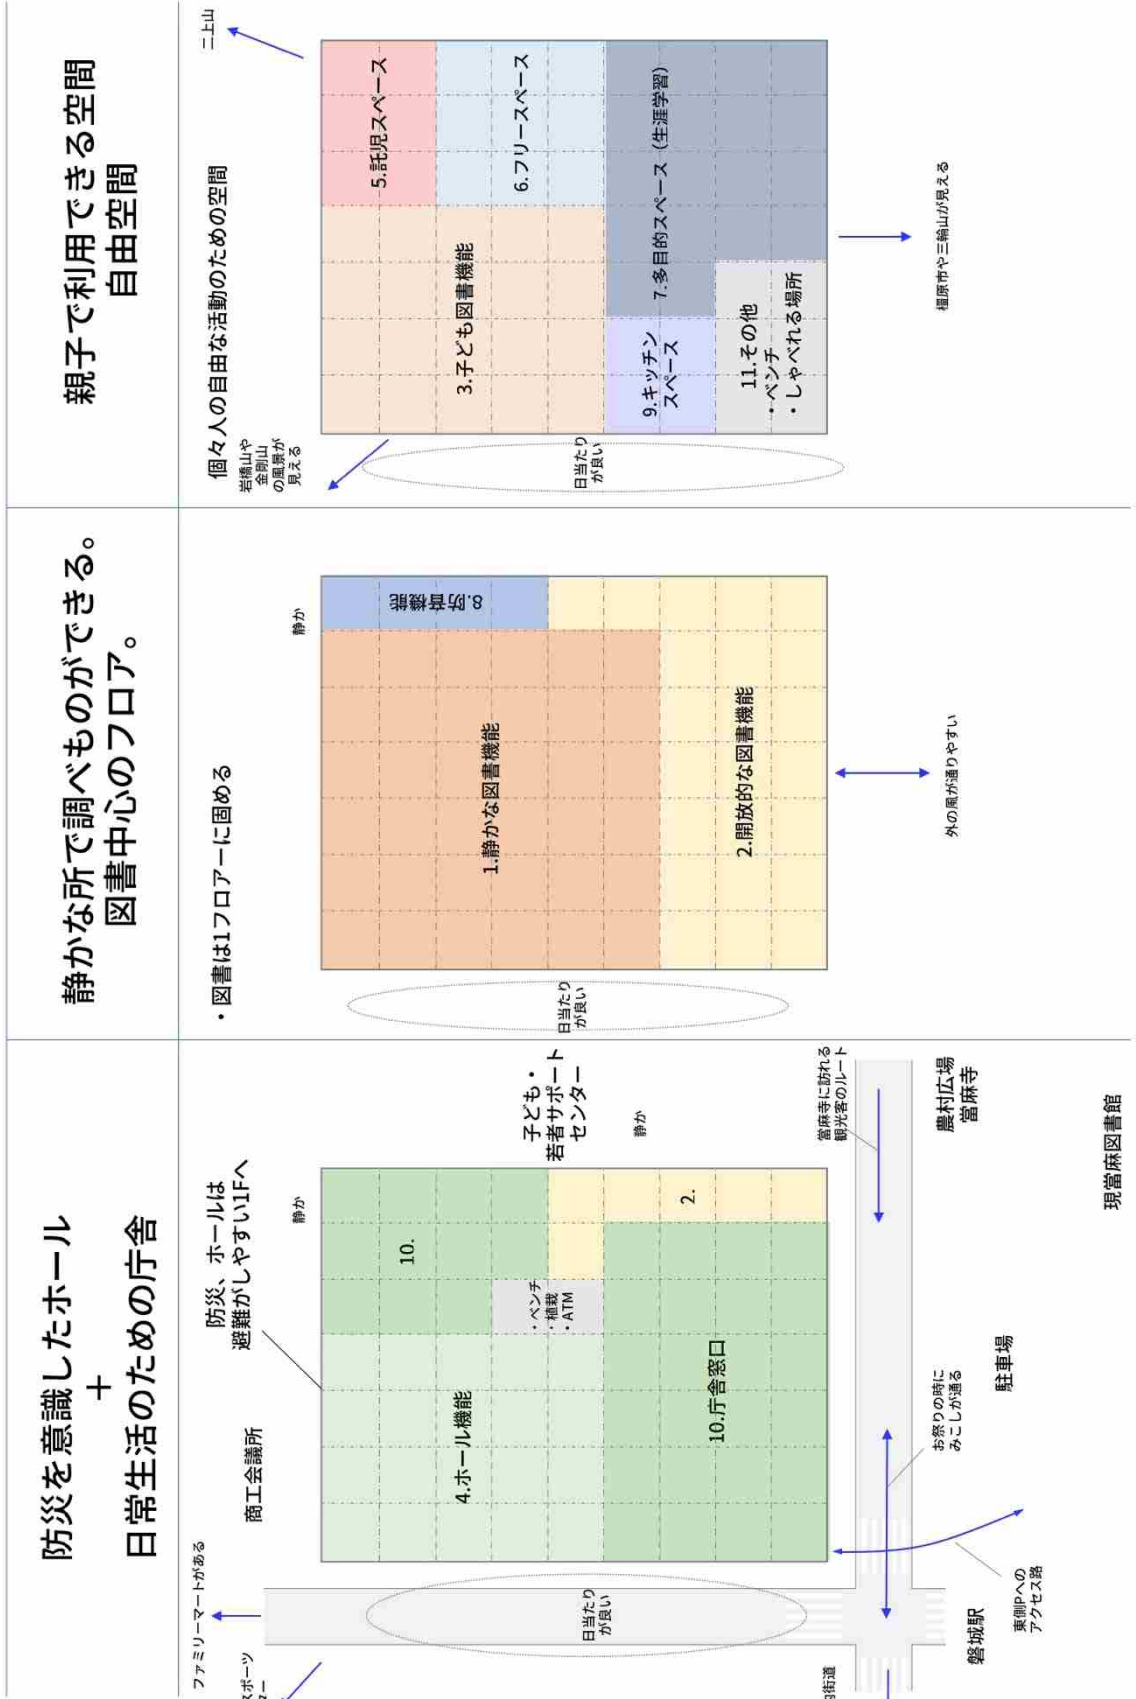 防災を意識したホール
＋
日常生活のための庁舎
静かな所で調べものができる。
図書中心のフロア。
親子で利用できる空間
自由空間
ファミリーマートがある
商工会議所
防災、ホールは
避難がしやすい1Fへ
静か
10.
4.ホール機能
・ベンチ
・植栽
・ATM
2.
10.庁舎窓口
子ども・
若者サポート
センター
静か
日当たり
が良い
當麻寺に訪れる
観光客のルート
農村広場
當麻寺
お祭りの時に
みこしが通る
駐車場
東側Pへの
アクセス路
磐城駅
現當麻図書館
・図書は1フロアーに固める
静か
8.防音機能
1.静かな図書機能
2.開放的な図書機能
日当たり
が良い
外の風が通りやすい
個々人の自由な活動のための空間
岩橋山や
金剛山
の風景が
見える
二上山
5.託児スペース
6.フリースペース
3.子ども図書機能
7.多目的スペース（生涯学習）
9.キッチン
スペース
11.その他
・ベンチ
・しゃべれる場所
日当たり
が良い
橿原市や三輪山が見える